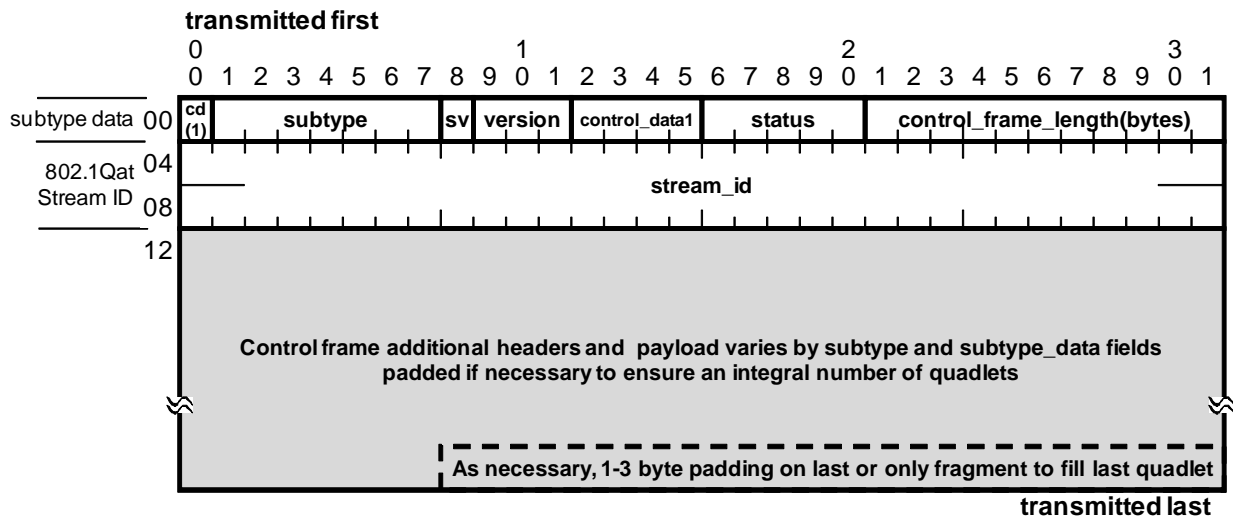 transmitted first
0 1 2 3
0 1 2 3 4 5 6 7 8 9 0 1 2 3 4 5 6 7 8 9 0 1 2 3 4 5 6 7 8 9 0 1
subtype data 00 cd (1) subtype sv version control_data1 status control_frame_length(bytes)
04
802.1Qat
Stream ID
stream_id
08
12
Control frame additional headers and payload varies by subtype and subtype_data fields
padded if necessary to ensure an integral number of quadlets
As necessary, 1-3 byte padding on last or only fragment to fill last quadlet
transmitted last